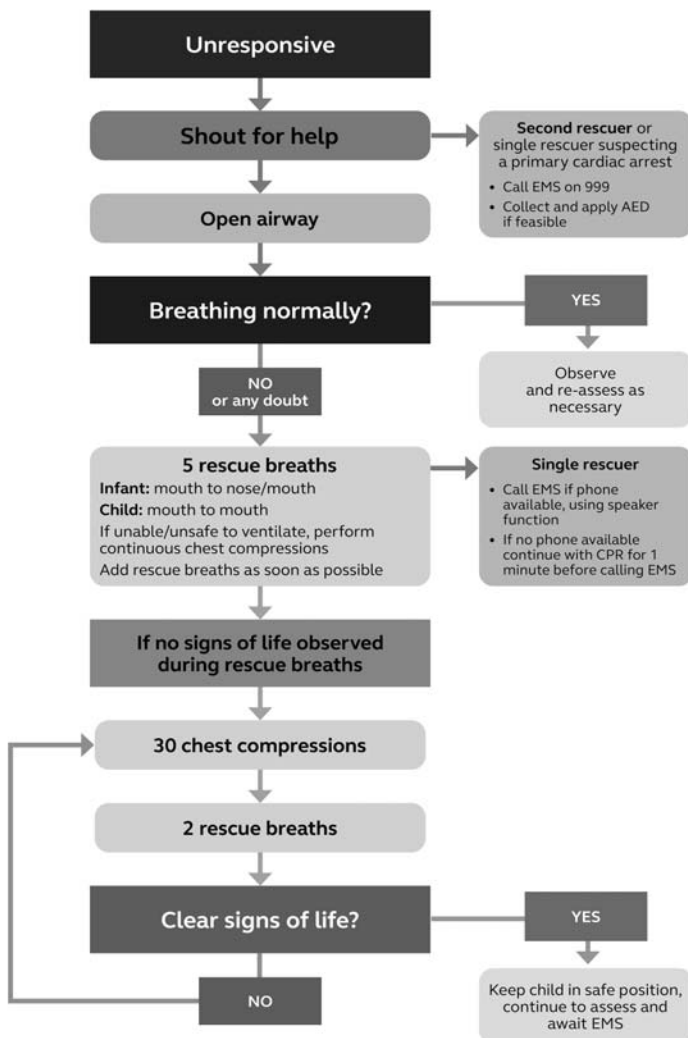 Unresponsive
Shout for help
Second rescuer or
single rescuer suspecting
a primary cardiac arrest
• Call EMS on 999
• Collect and apply AED
if feasible
Open airway
Breathing normally?
YES
Observe
and re-assess as
necessary
NO
or any doubt
5 rescue breaths
Infant: mouth to nose/mouth
Child: mouth to mouth
If unable/unsafe to ventilate, perform
continuous chest compressions
Add rescue breaths as soon as possible
Single rescuer
• Call EMS if phone
available, using speaker
function
• If no phone available
continue with CPR for 1
minute before calling EMS
If no signs of life observed
during rescue breaths
30 chest compressions
2 rescue breaths
Clear signs of life?
YES
Keep child in safe position,
continue to assess and
await EMS
NO